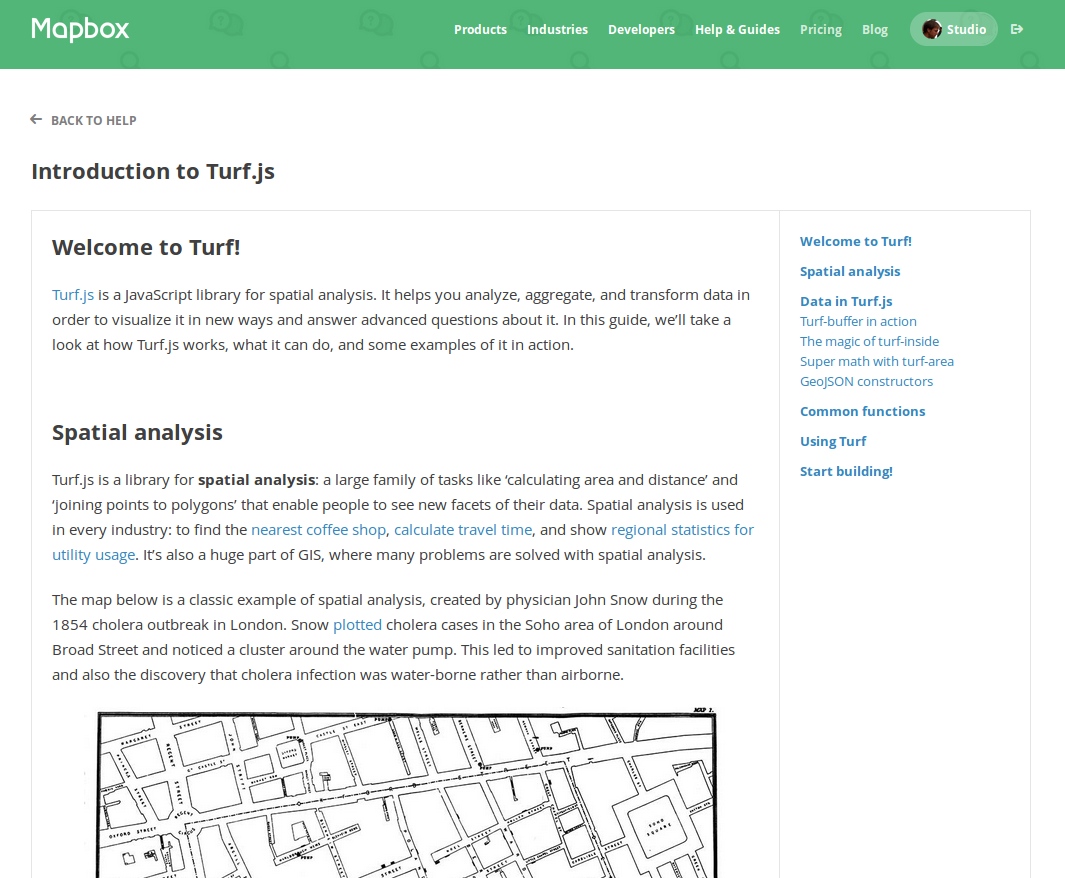 Mapbox
Products Industries Developers Help & Guides Pricing Blog Studio
BACK TO HELP
Introduction to Turf.js
Welcome to Turf!
Turf.js is a JavaScript library for spatial analysis. It helps you analyze, aggregate, and transform data in
order to visualize it in new ways and answer advanced questions about it. In this guide, we’ll take a
look at how Turf.js works, what it can do, and some examples of it in action.
Spatial analysis
Turf.js is a library for spatial analysis: a large family of tasks like ‘calculating area and distance’ and
‘joining points to polygons’ that enable people to see new facets of their data. Spatial analysis is used
in every industry: to find the nearest coffee shop, calculate travel time, and show regional statistics for
utility usage. It’s also a huge part of GIS, where many problems are solved with spatial analysis.
The map below is a classic example of spatial analysis, created by physician John Snow during the
1854 cholera outbreak in London. Snow plotted cholera cases in the Soho area of London around
Broad Street and noticed a cluster around the water pump. This led to improved sanitation facilities
and also the discovery that cholera infection was water-borne rather than airborne.
Welcome to Turf!
Spatial analysis
Data in Turf.js
Turf-buffer in action
The magic of turf-inside
Super math with turf-area
GeoJSON constructors
Common functions
Using Turf
Start building!
MAP 1.
MARGARET STREET
REGENT STREET
CASTLE ST EAST
PUMP
PUMP
PUMP
PUMP
OXFORD STREET
REGENT CIRCUS
SOHO SQUARE
PUMP